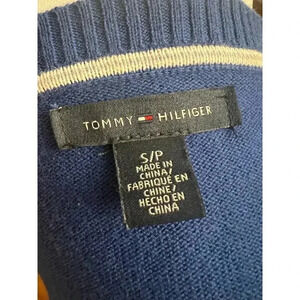 TOMMY HILFIGER
S/P
MADE IN
CHINA/
FABRIQUÉ EN
CHINE/
HECHO EN
CHINA